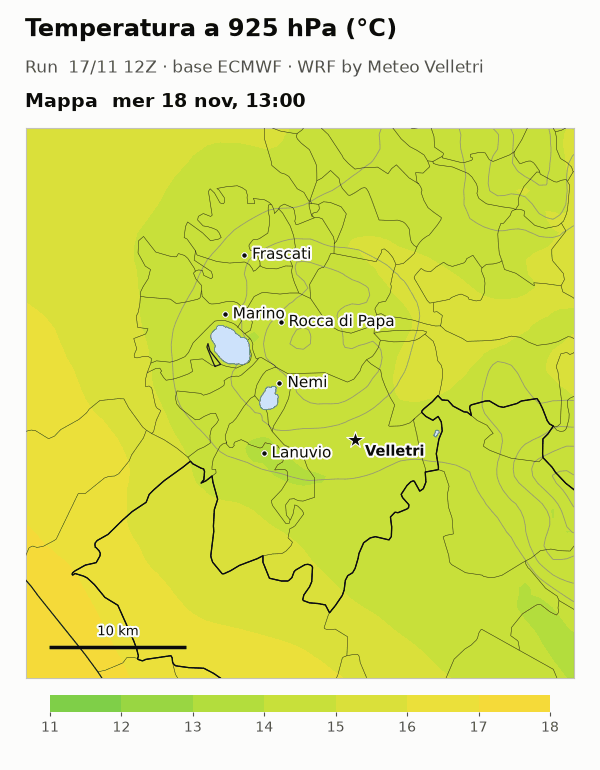 Temperatura a 925 hPa (°C)
Run  17/11 12Z · base ECMWF · WRF by Meteo Velletri
Mappa  mer 18 nov, 13:00
Frascati
Marino
Rocca di Papa
Nemi
Velletri
Lanuvio
10 km
11 12 13 14 15 16 17 18